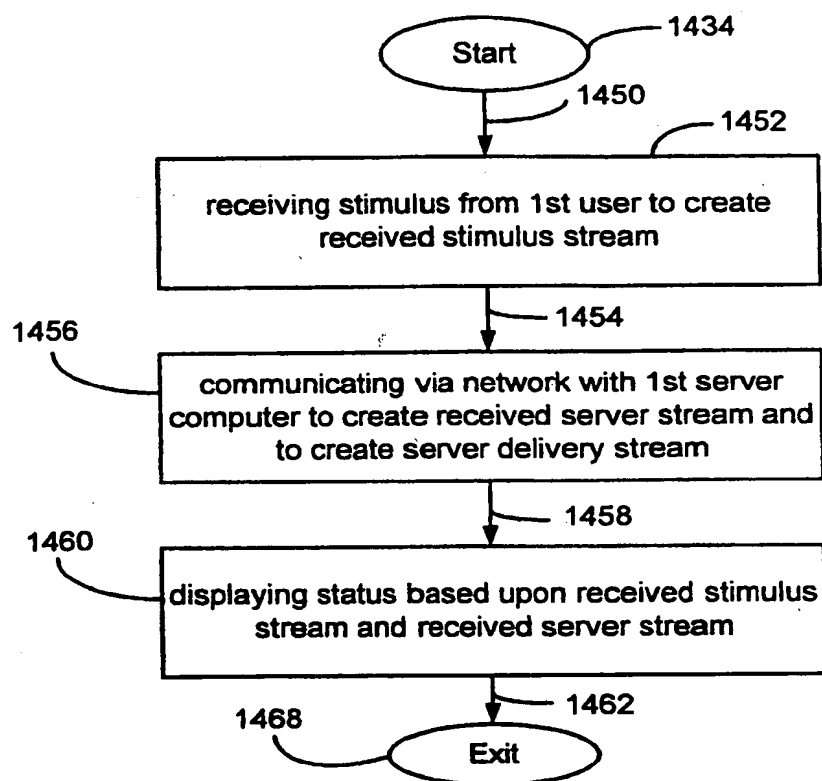 Start
1434
1450
1452
receiving stimulus from 1st user to create
received stimulus stream
1454
1456
communicating via network with 1st server
computer to create received server stream and
to create server delivery stream
1458
1460
displaying status based upon received stimulus
stream and received server stream
1462
1468
Exit